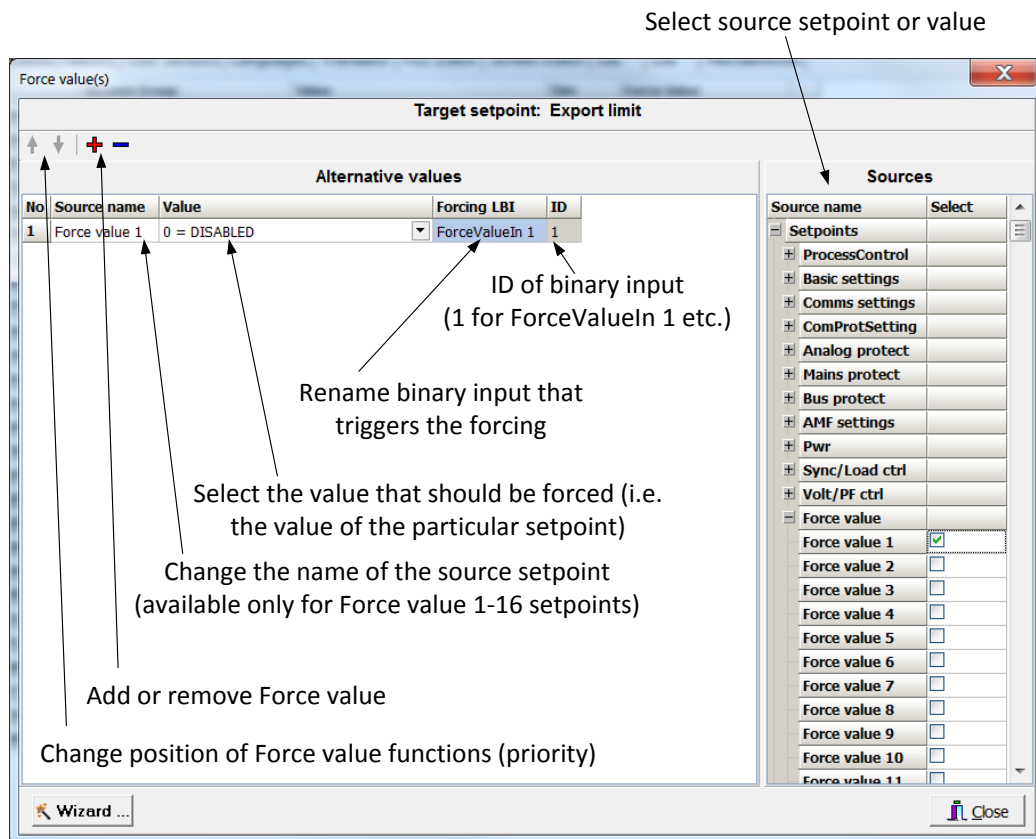 Select source setpoint or value
Force value(s)
Target setpoint: Export limit
Alternative values
No Source name Value Forcing LBI ID
1 Force value 1 0 = DISABLED ForceValueIn 1 1
ID of binary input
(1 for ForceValueIn 1 etc.)
Rename binary input that
triggers the forcing
Select the value that should be forced (i.e.
the value of the particular setpoint)
Change the name of the source setpoint
(available only for Force value 1-16 setpoints)
Add or remove Force value
Change position of Force value functions (priority)
Sources
Source name Select
Setpoints
ProcessControl
Basic settings
Comms settings
ComProtSetting
Analog protect
Mains protect
Bus protect
AMF settings
Pwr
Sync/Load ctrl
Volt/PF ctrl
Force value
Force value 1
Force value 2
Force value 3
Force value 4
Force value 5
Force value 6
Force value 7
Force value 8
Force value 9
Force value 10
Force value 11
Wizard ...
Close